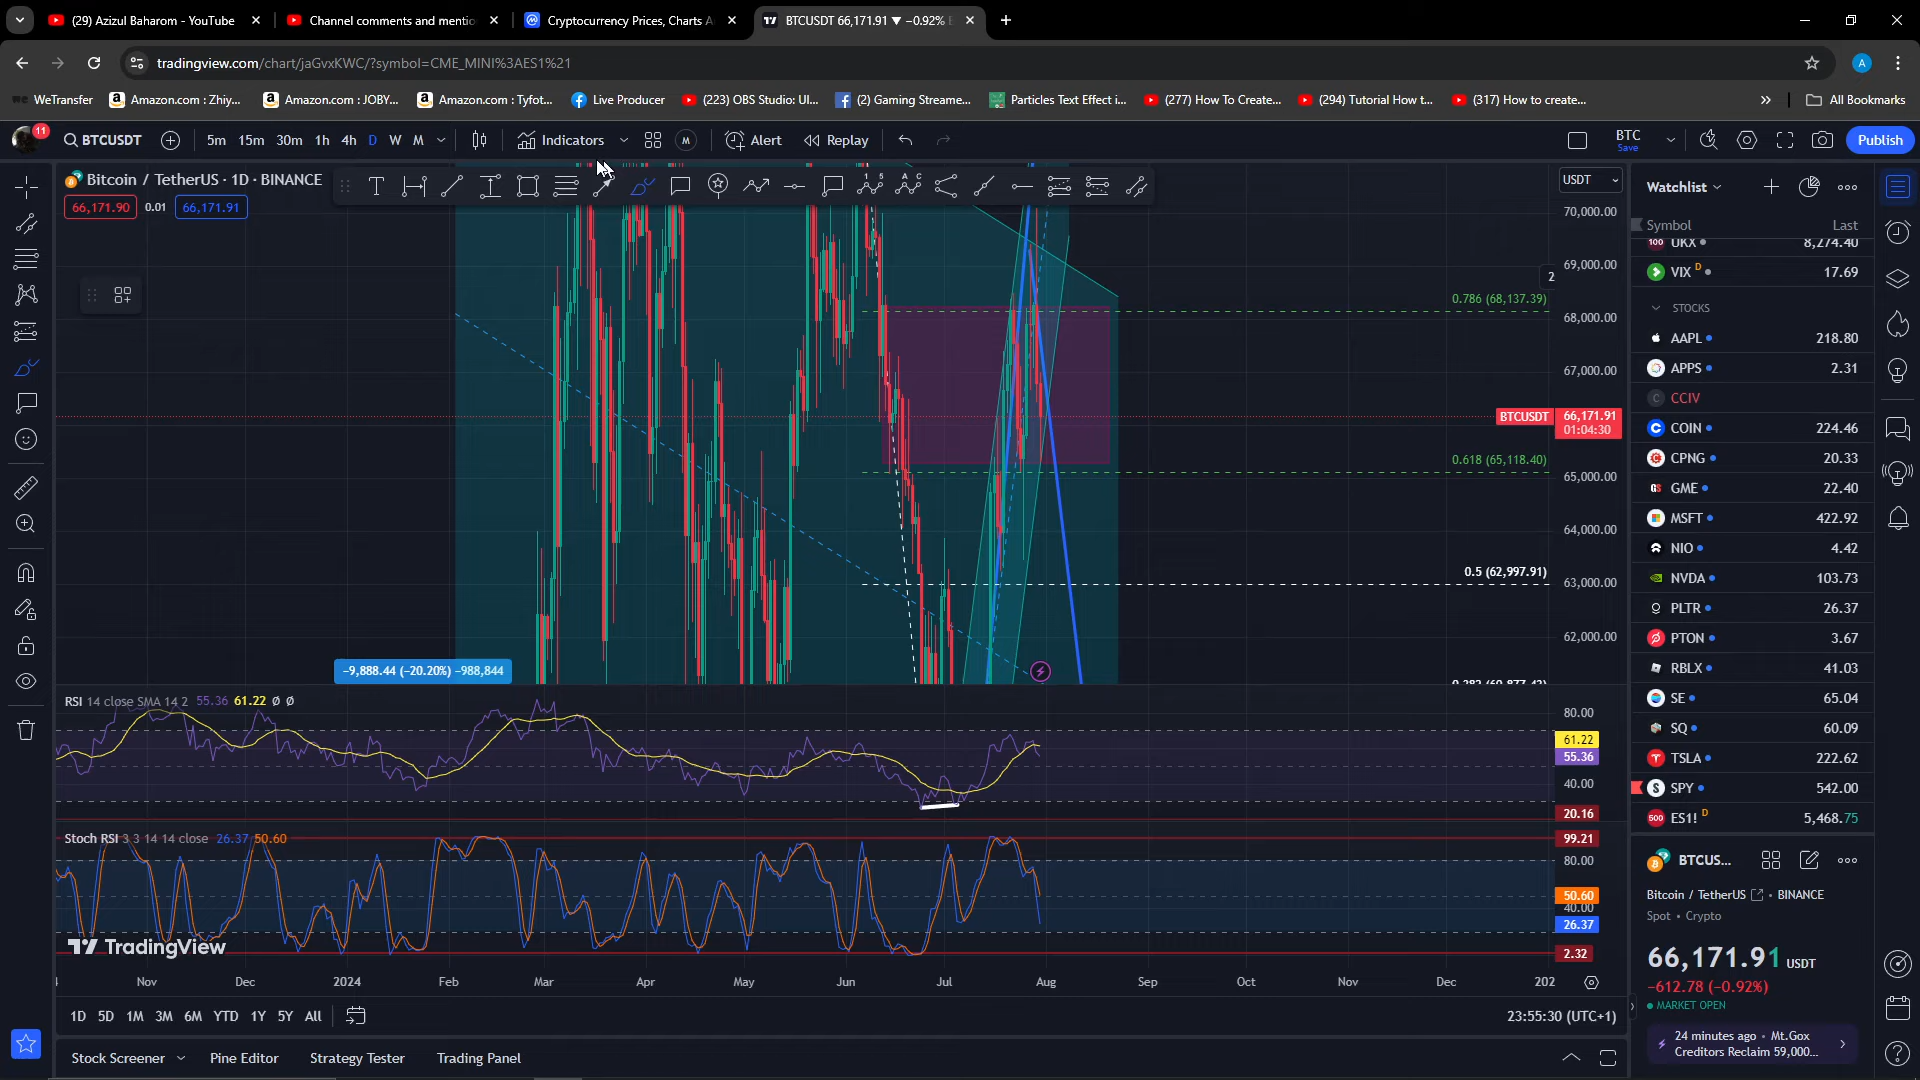 (29) Azizul Baharom - YouTube
Channel comments and mentio
Cryptocurrency Prices, Charts A
BTCUSDT 66,171.91 ▼ −0.92%
tradingview.com/chart/jaGvxKWC/?symbol=CME_MINI%3AES1%21
A
WeTransfer
Amazon.com : Zhiy...
Amazon.com : JOBY...
Amazon.com : Tyfot...
Live Producer
(223) OBS Studio: Ul...
(2) Gaming Streame...
Particles Text Effect i...
(277) How To Create...
(294) Tutorial How t...
(317) How to create...
All Bookmarks
11
BTCUSDT
5m 15m 30m 1h 4h D W M
Indicators
M
Alert
Replay
BTC
Save
Publish
Bitcoin / TetherUS · 1D · BINANCE
66,171.90 0.01 66,171.91
USDT
70,000.00
69,000.00
2
0.786 (68,137.39)
68,000.00
67,000.00
BTCUSDT 66,171.91
01:04:30
0.618 (65,118.40)
65,000.00
64,000.00
0.5 (62,997.91)
63,000.00
62,000.00
−9,888.44 (−20.20%) −988,844
RSI 14 close SMA 14 2 55.36 61.22 Ø Ø
80.00
61.22
55.36
40.00
20.16
Stoch RSI 3 3 14 14 close 26.37 50.60
99.21
80.00
50.60
40.00
26.37
2.32
TradingView
Nov Dec 2024 Feb Mar Apr May Jun Jul Aug Sep Oct Nov Dec 202
1D 5D 1M 3M 6M YTD 1Y 5Y All
23:55:30 (UTC+1)
Stock Screener
Pine Editor
Strategy Tester
Trading Panel
Watchlist
Symbol Last
UKX 8,274.40
VIX D 17.69
STOCKS
AAPL 218.80
APPS 2.31
CCIV
COIN 224.46
CPNG 20.33
GME 22.40
MSFT 422.92
NIO 4.42
NVDA 103.73
PLTR 26.37
PTON 3.67
RBLX 41.03
SE 65.04
SQ 60.09
TSLA 222.62
SPY 542.00
ES1! D 5,468.75
BTCUS...
Bitcoin / TetherUS • BINANCE
Spot • Crypto
66,171.91 USDT
−612.78 (−0.92%)
MARKET OPEN
24 minutes ago • Mt.Gox
Creditors Reclaim 59,000...